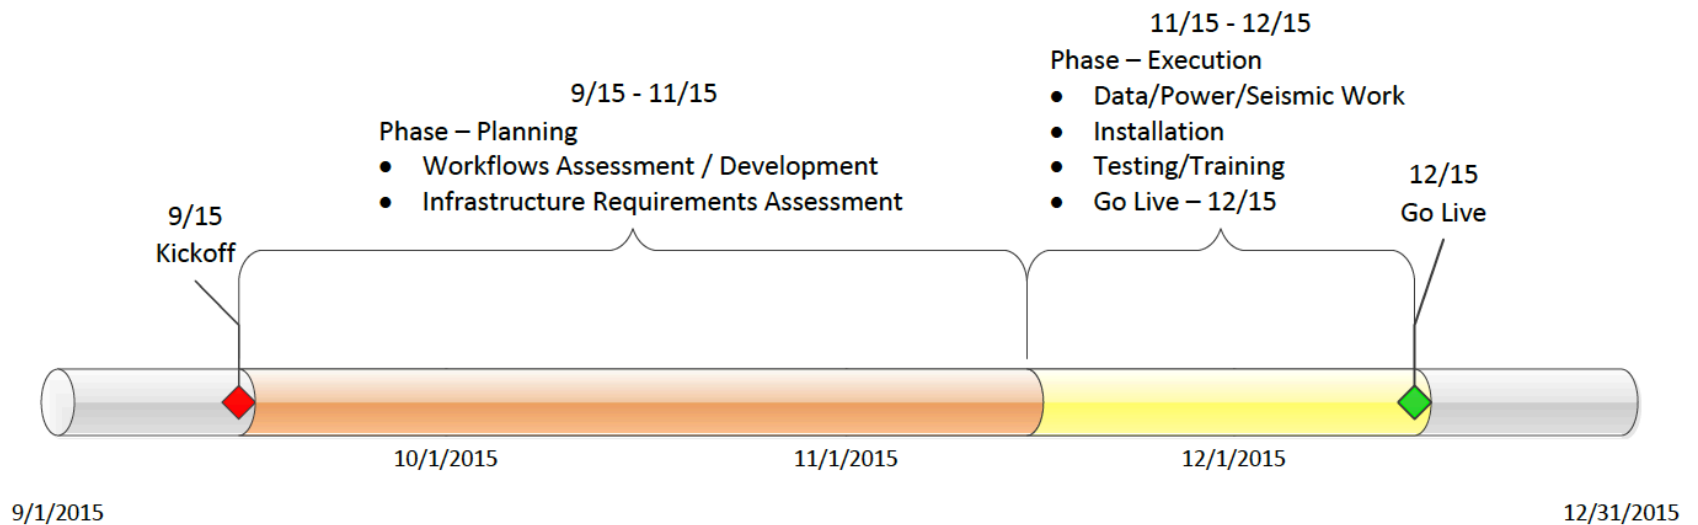 11/15 - 12/15
Phase – Execution
● Data/Power/Seismic Work
● Installation
● Testing/Training
● Go Live – 12/15
9/15 - 11/15
Phase – Planning
● Workflows Assessment / Development
● Infrastructure Requirements Assessment
9/15
Kickoff
12/15
Go Live
10/1/2015
11/1/2015
12/1/2015
9/1/2015
12/31/2015